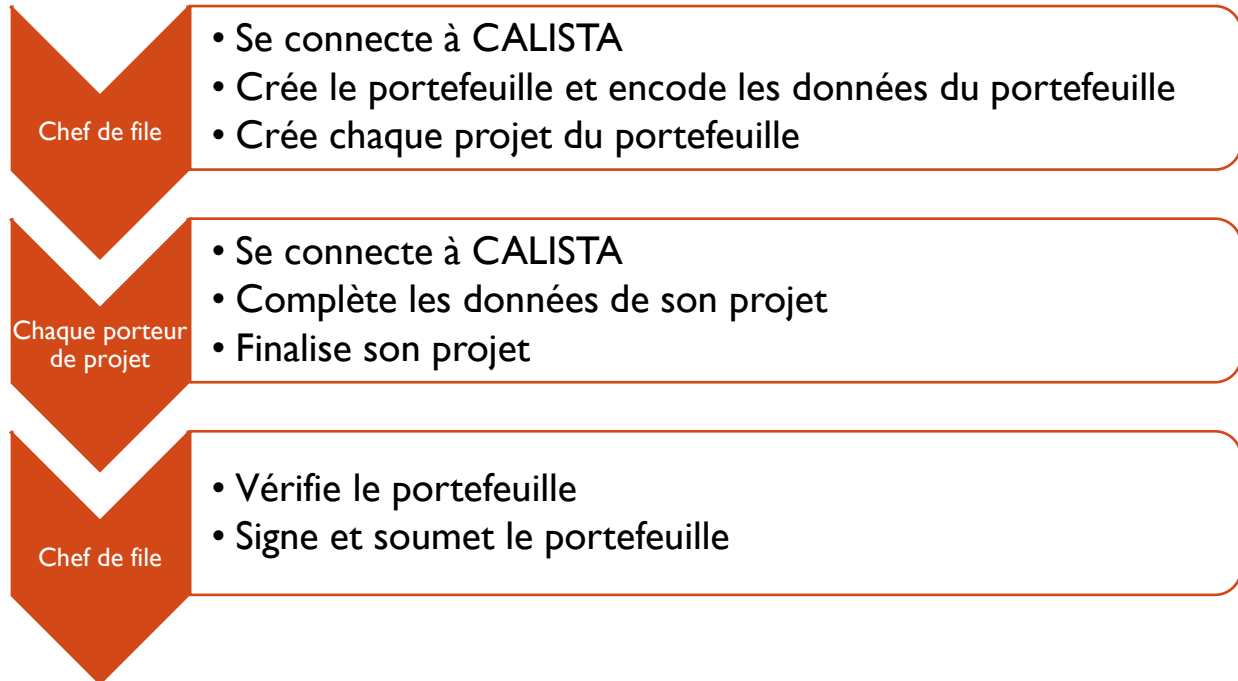 Chef de file
• Se connecte à CALISTA
• Crée le portefeuille et encode les données du portefeuille
• Crée chaque projet du portefeuille
Chaque porteur
de projet
• Se connecte à CALISTA
• Complète les données de son projet
• Finalise son projet
Chef de file
• Vérifie le portefeuille
• Signe et soumet le portefeuille